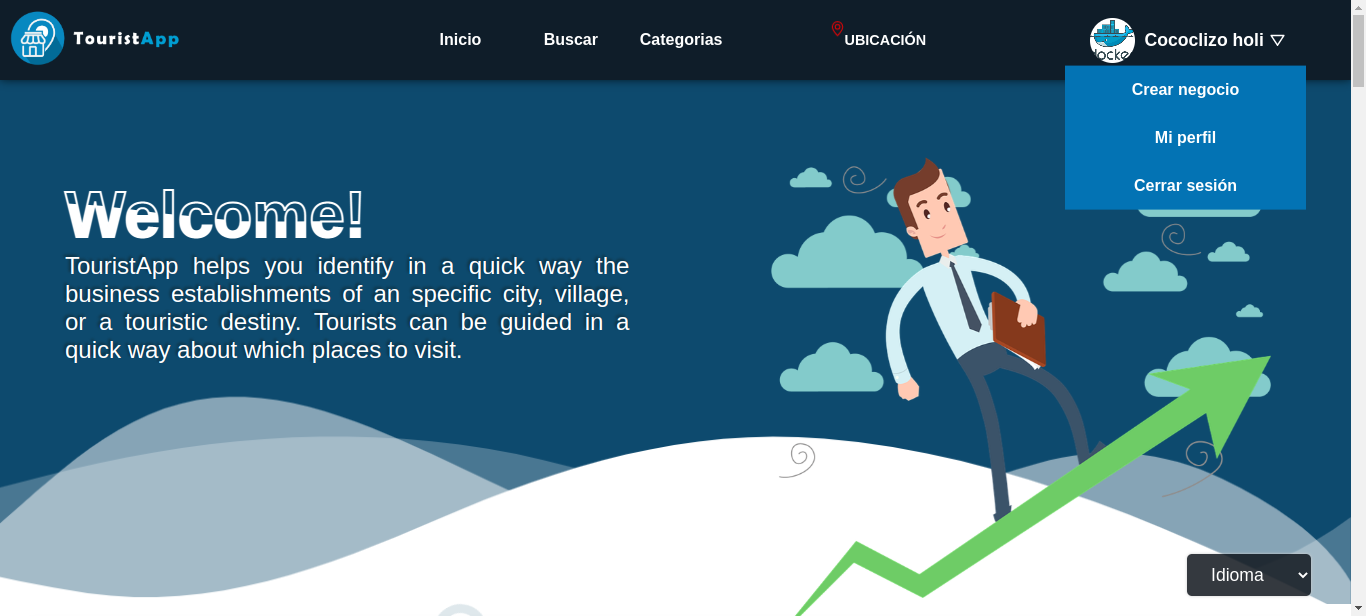 TouristApp
Inicio
Buscar
Categorias
UBICACIÓN
docke
Cococlizo holi
Crear negocio
Mi perfil
Cerrar sesión
Welcome!
TouristApp helps you identify in a quick way the
business establishments of an specific city, village,
or a touristic destiny. Tourists can be guided in a
quick way about which places to visit.
Idioma